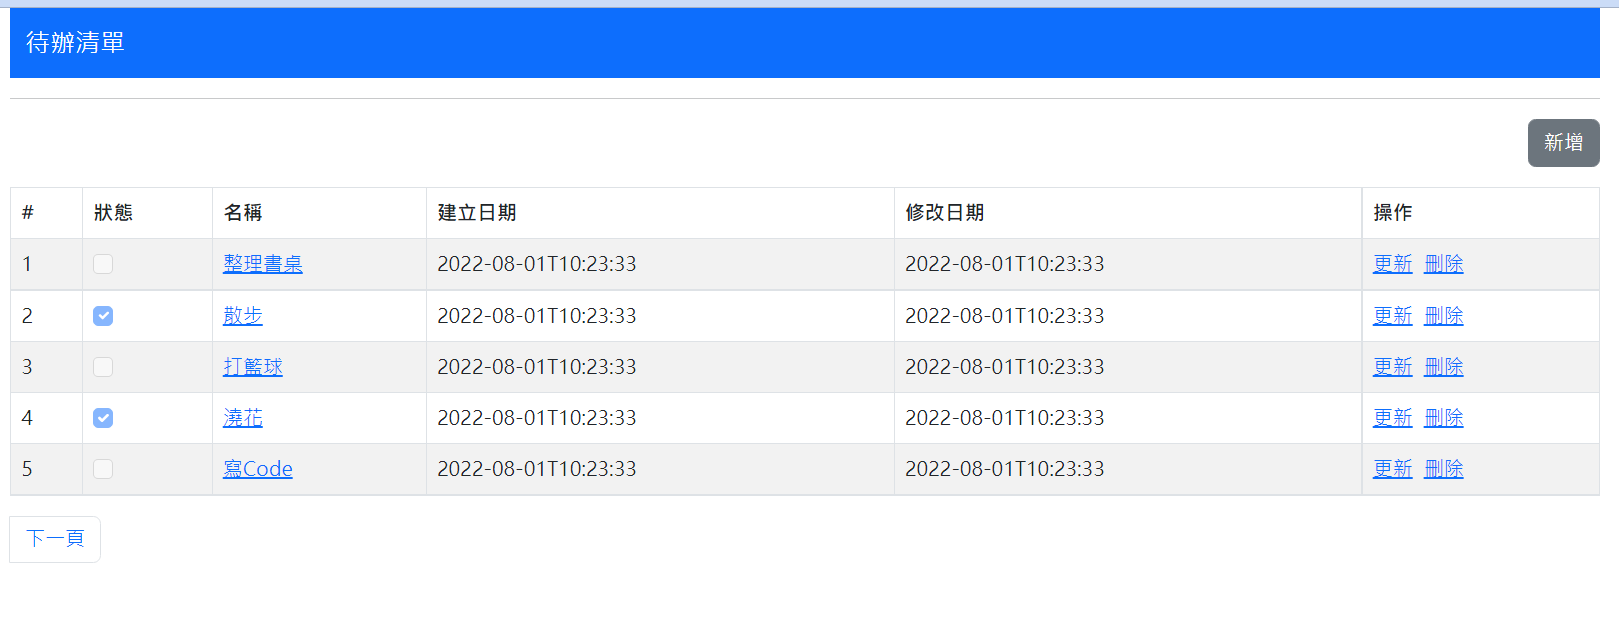 待辦清單
新增
# 狀態 名稱 建立日期 修改日期 操作
1 整理書桌 2022-08-01T10:23:33 2022-08-01T10:23:33 更新 刪除
2 散步 2022-08-01T10:23:33 2022-08-01T10:23:33 更新 刪除
3 打籃球 2022-08-01T10:23:33 2022-08-01T10:23:33 更新 刪除
4 澆花 2022-08-01T10:23:33 2022-08-01T10:23:33 更新 刪除
5 寫Code 2022-08-01T10:23:33 2022-08-01T10:23:33 更新 刪除
下一頁